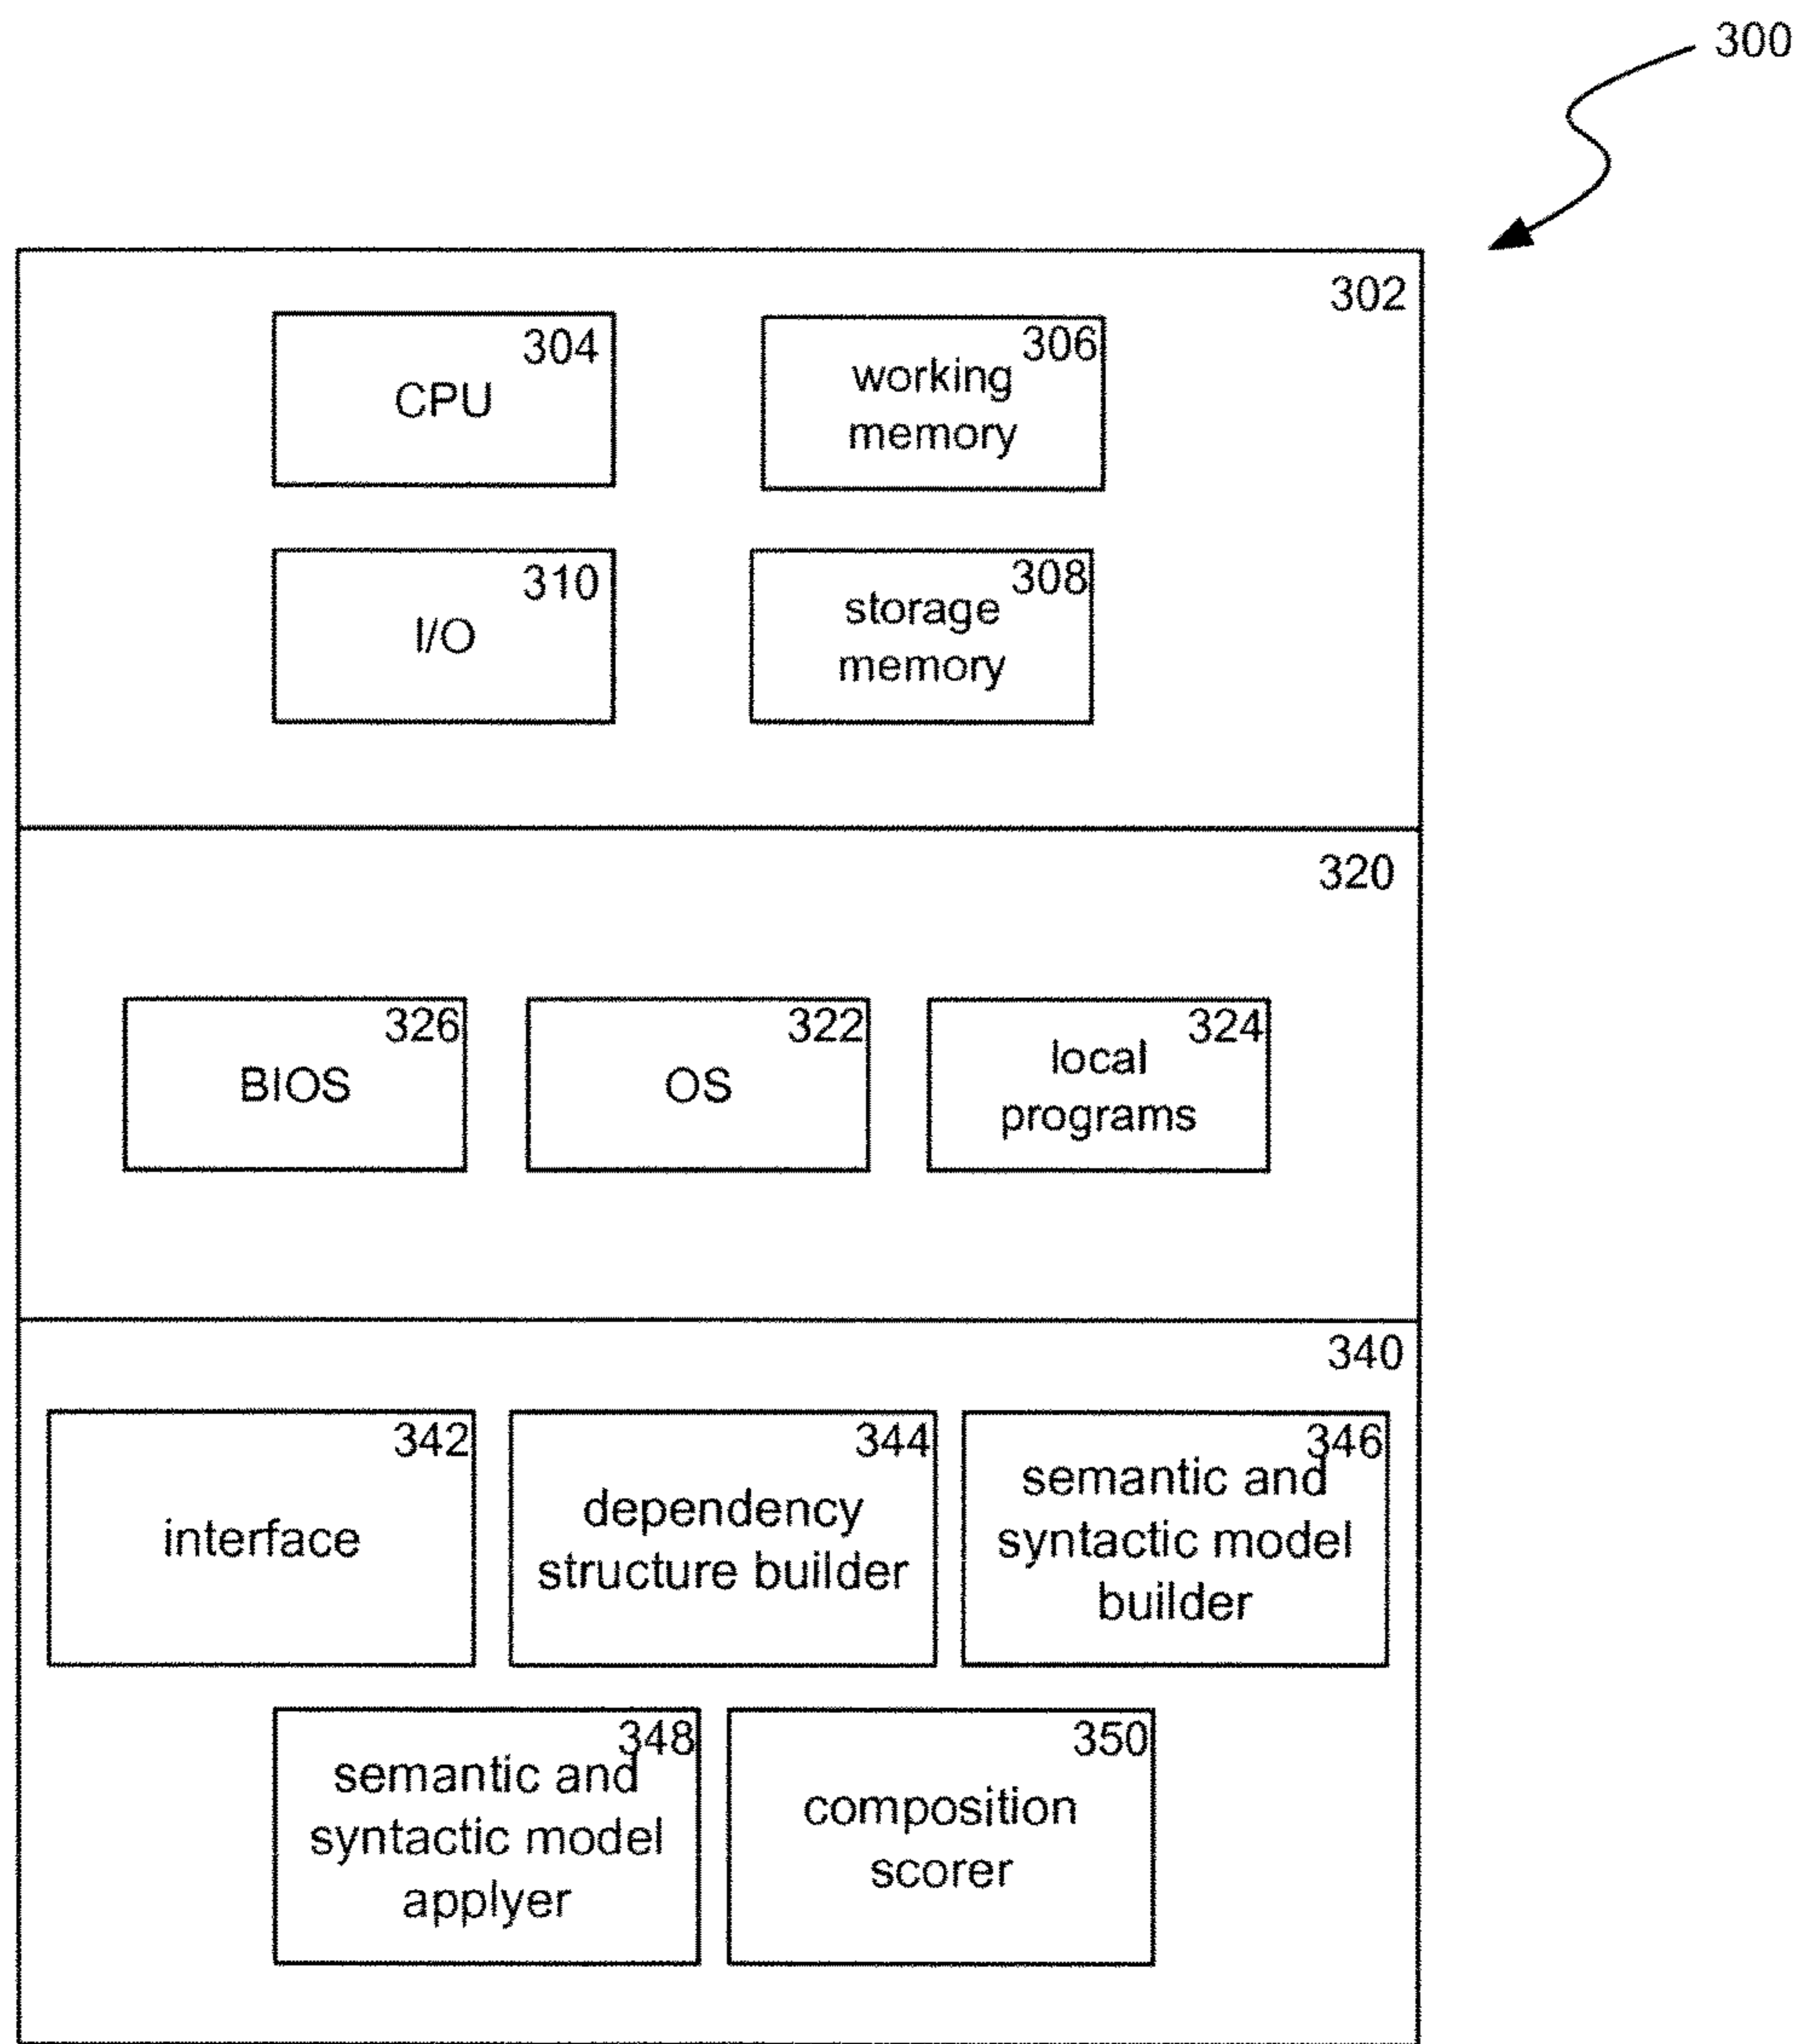 300
302
304
CPU
306
working
memory
310
I/O
308
storage
memory
320
326
BIOS
322
OS
324
local
programs
340
342
interface
344
dependency
structure builder
346
semantic and
syntactic model
builder
348
semantic and
syntactic model
applyer
350
composition
scorer